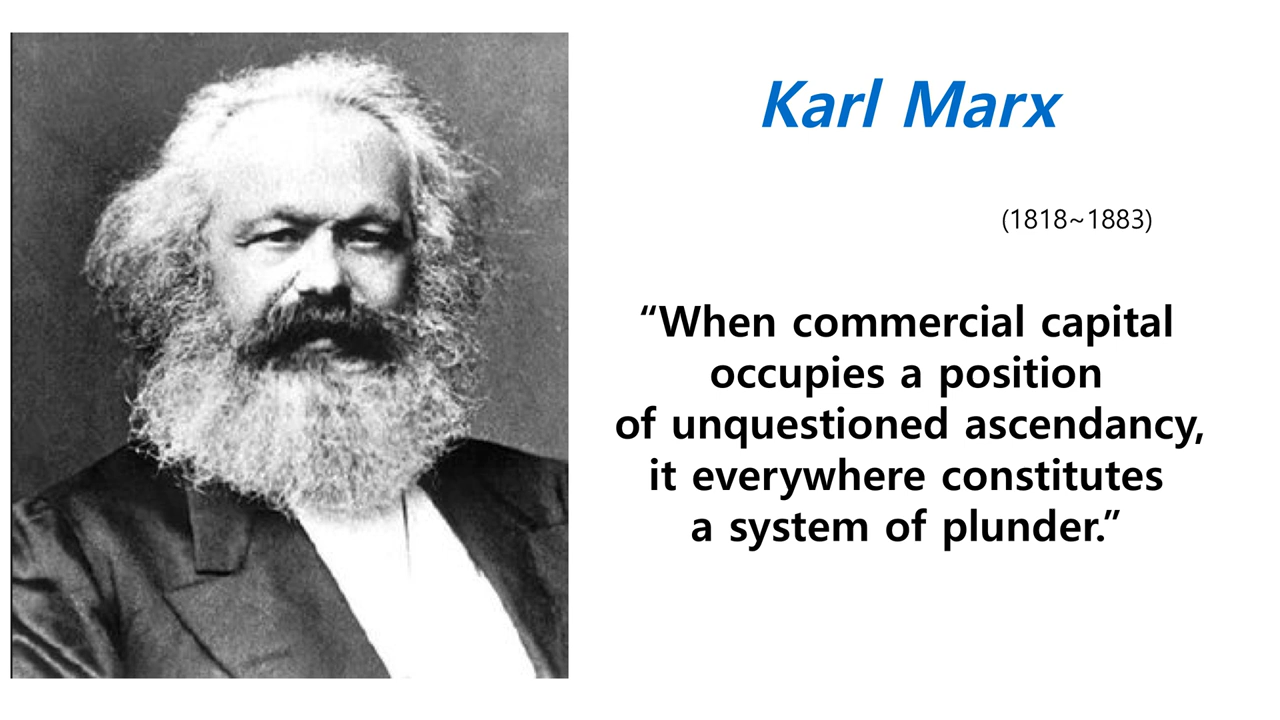 Karl Marx
(1818~1883)
“When commercial capital
occupies a position
of unquestioned ascendancy,
it everywhere constitutes
a system of plunder.”